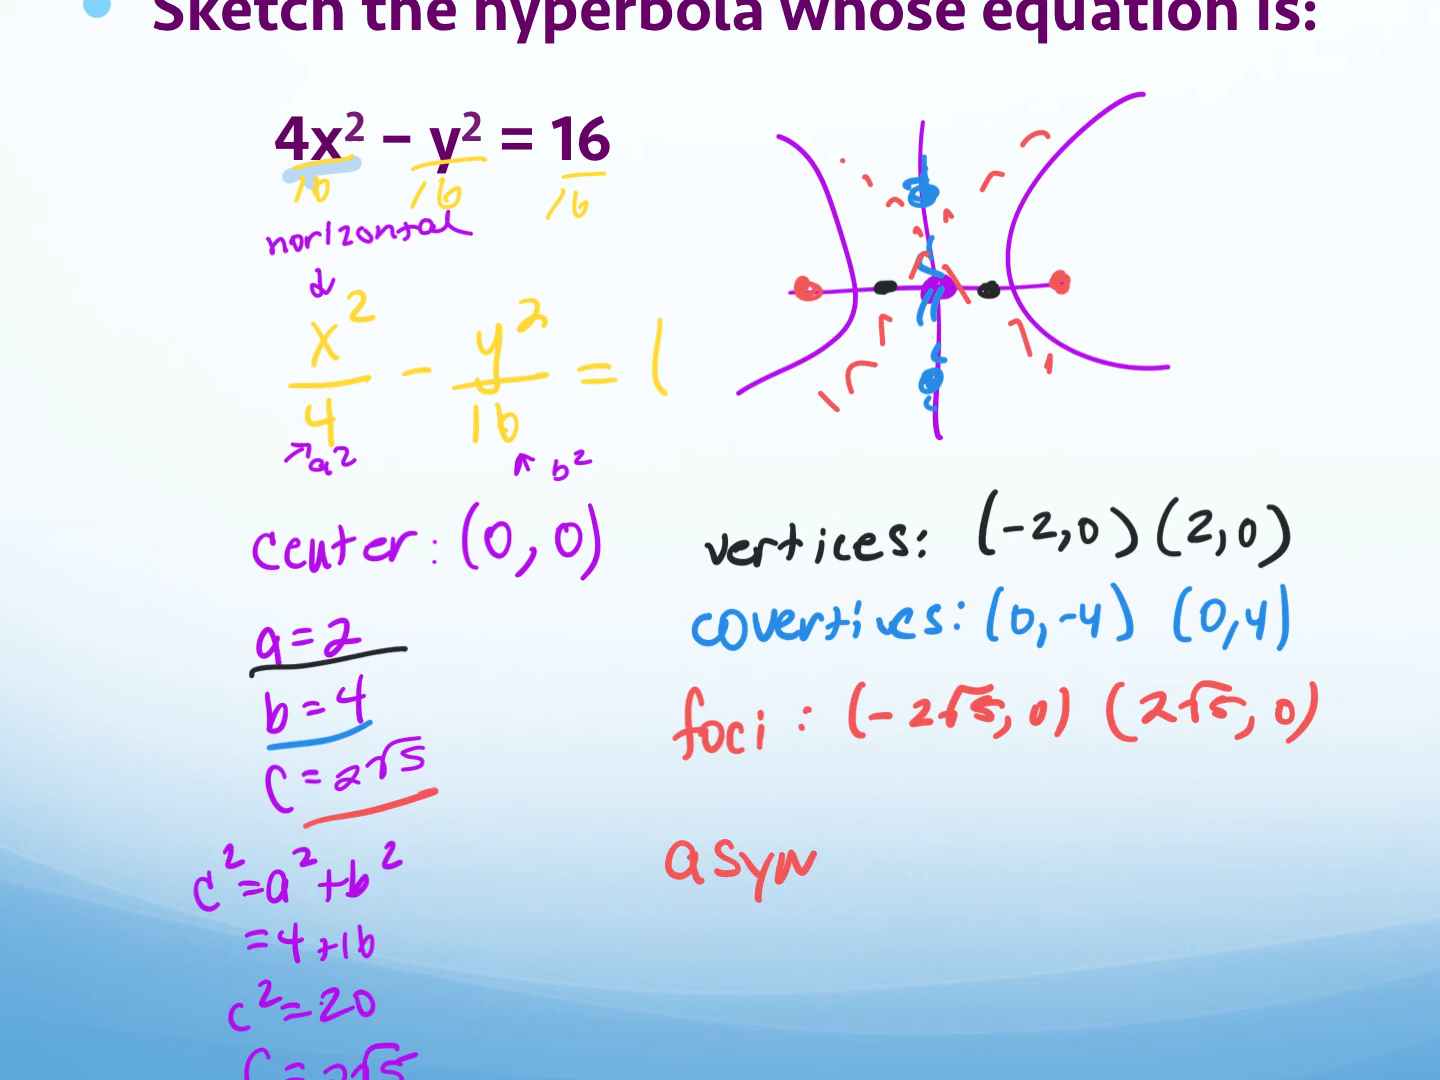 Sketch the hyperbola whose equation is:
4x² − y² = 16
16 16 16
horizontal
x²/4 − y²/16 = 1
a² b²
center: (0, 0)
a = 2
b = 4
c = 2√5
c² = a² + b²
= 4 + 16
c² = 20
c = 2√5
vertices: (-2,0) (2,0)
covertices: (0,-4) (0,4)
foci: (-2√5, 0) (2√5, 0)
asym